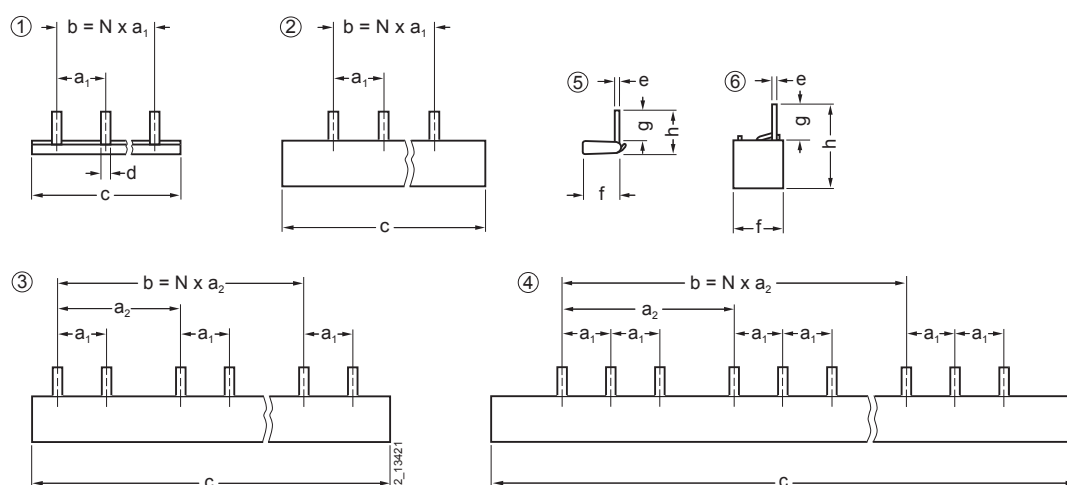 ① b = N x a₁
a₁
d
c
② b = N x a₁
a₁
c
⑤ e
g
h
f
⑥ e
g
h
f
③ b = N x a₂
a₂
a₁ a₁ a₁
c
2_13421
④ b = N x a₂
a₂
a₁ a₁ a₁ a₁ a₁ a₁
c